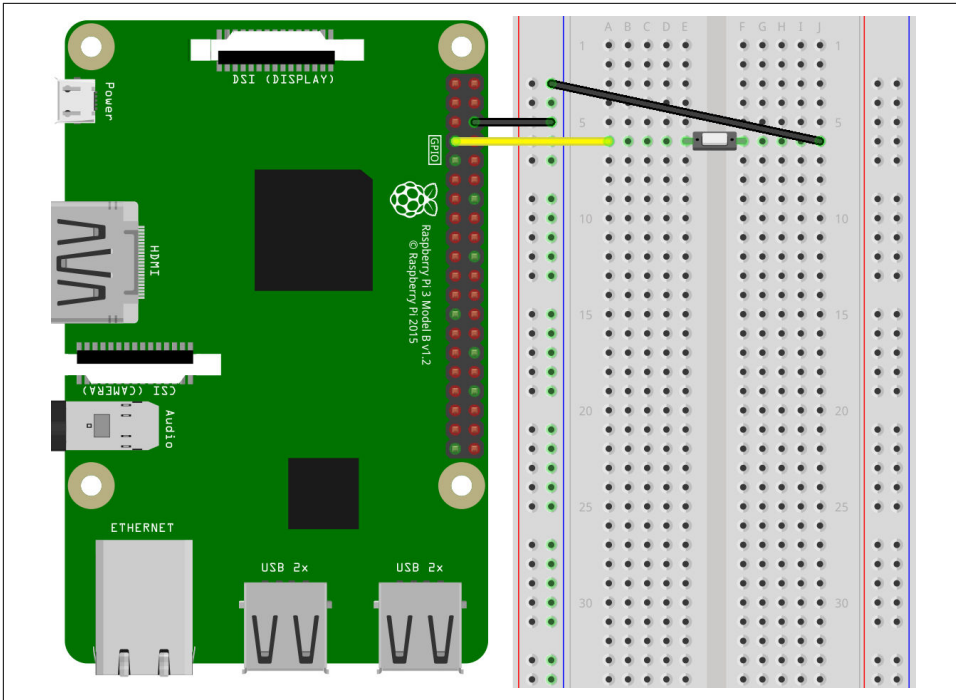 DSI (DISPLAY)
Power
GPIO
HDMI
Raspberry Pi 3 Model B v1.2
© Raspberry Pi 2015
CSI (CAMERA)
Audio
ETHERNET
USB 2x
USB 2x
A B C D E F G H I J
1 1
5 5
10 10
15 15
20 20
25 25
30 30